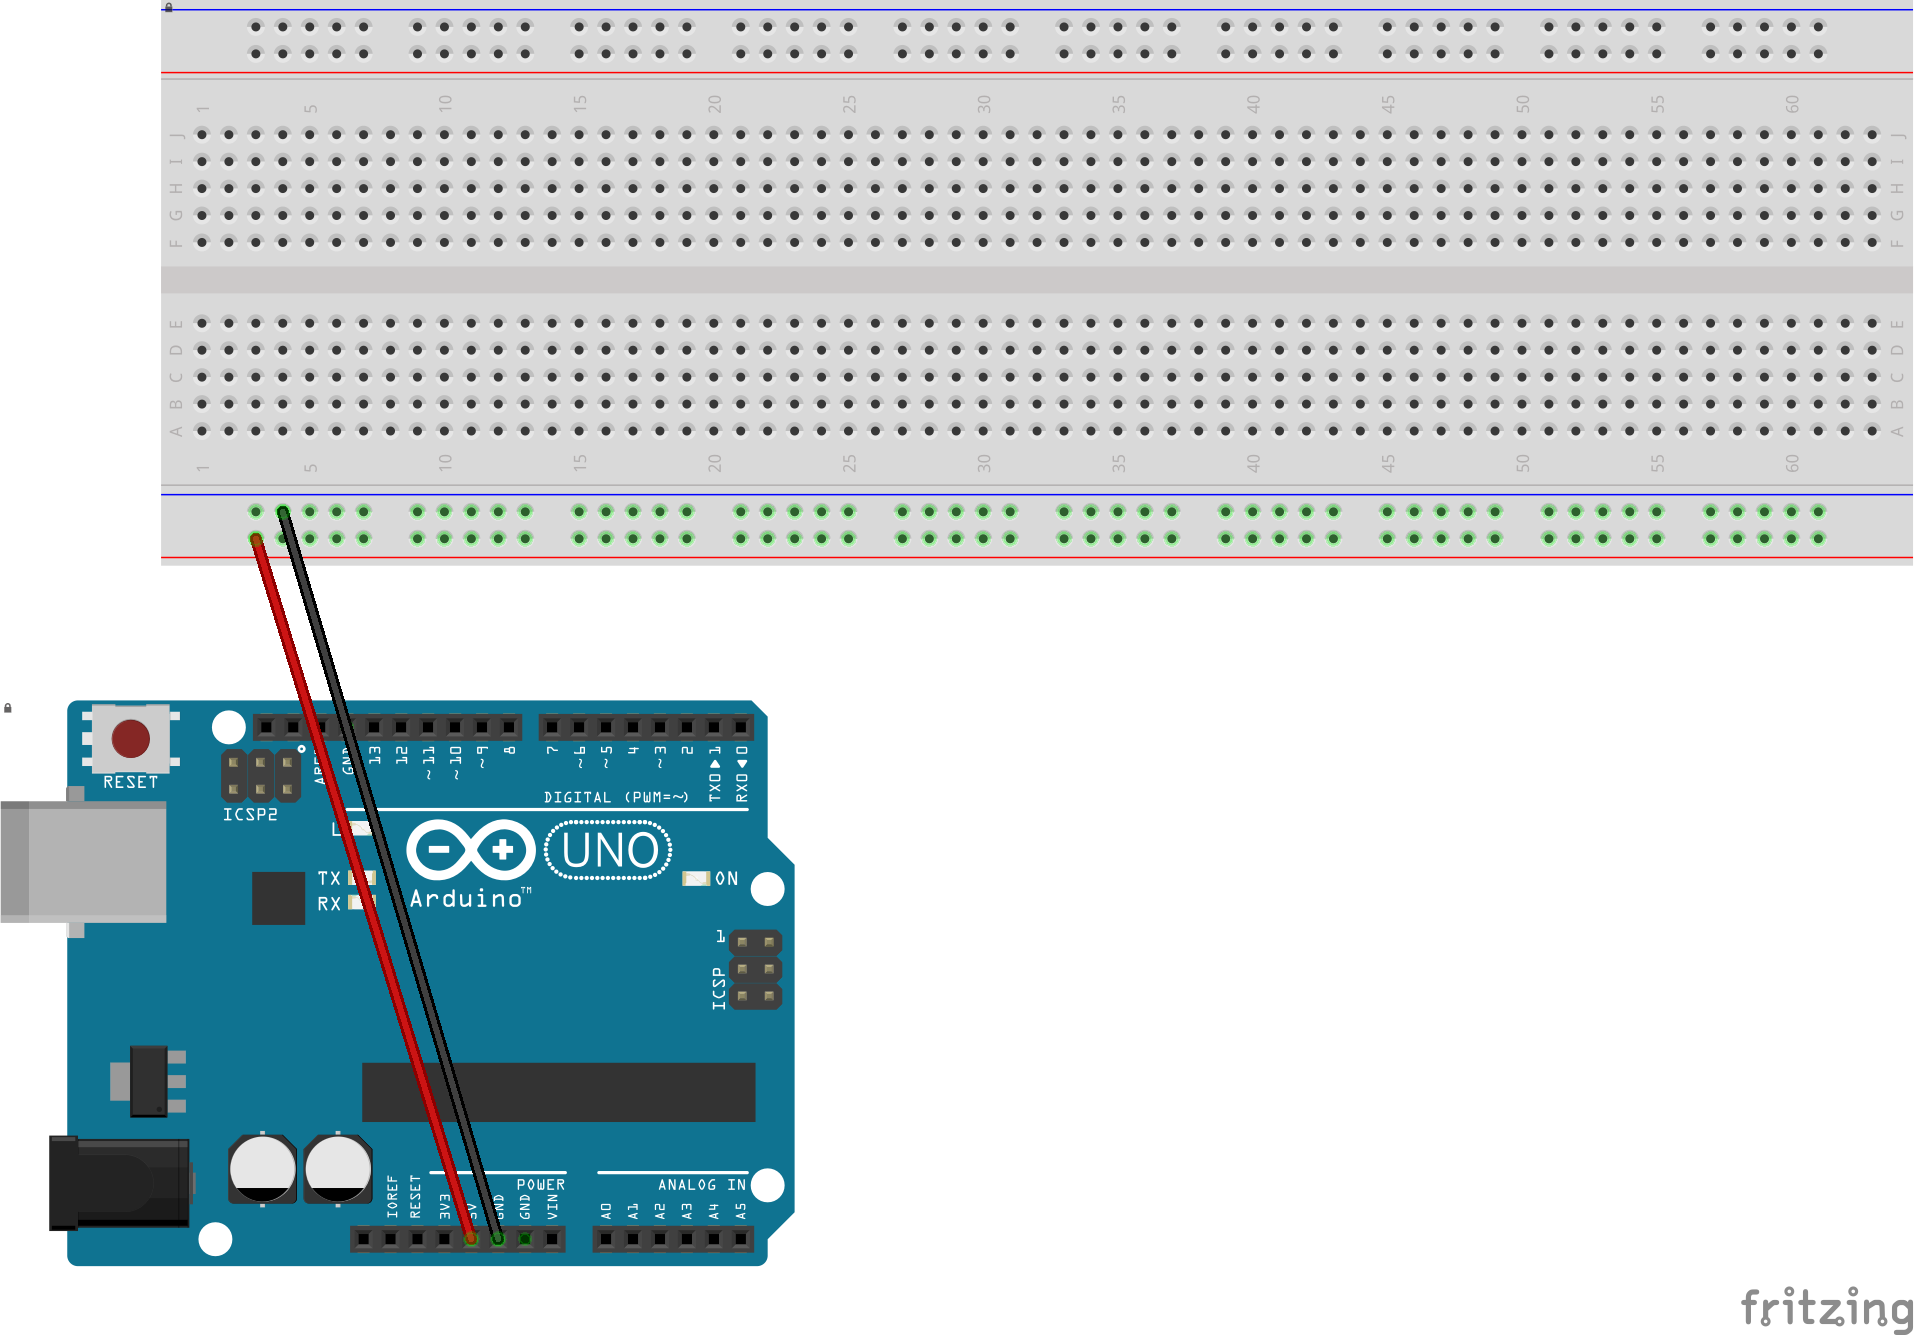 1 5 10 15 20 25 30 35 40 45 50 55 60
J J
I I
H H
G G
F F
E E
D D
C C
B B
A A
1 5 10 15 20 25 30 35 40 45 50 55 60
RESET
ICSP2
13 12 ~11 ~10 ~9 8 7 ~6 ~5 4 ~3 2 TX0▶1 RX0◀0
DIGITAL (PWM=~)
L
TX
RX
UNO
ON
Arduino™
1
ICSP
POWER
ANALOG IN
IOREF RESET 3V3 5V GND GND VIN A0 A1 A2 A3 A4 A5
fritzing